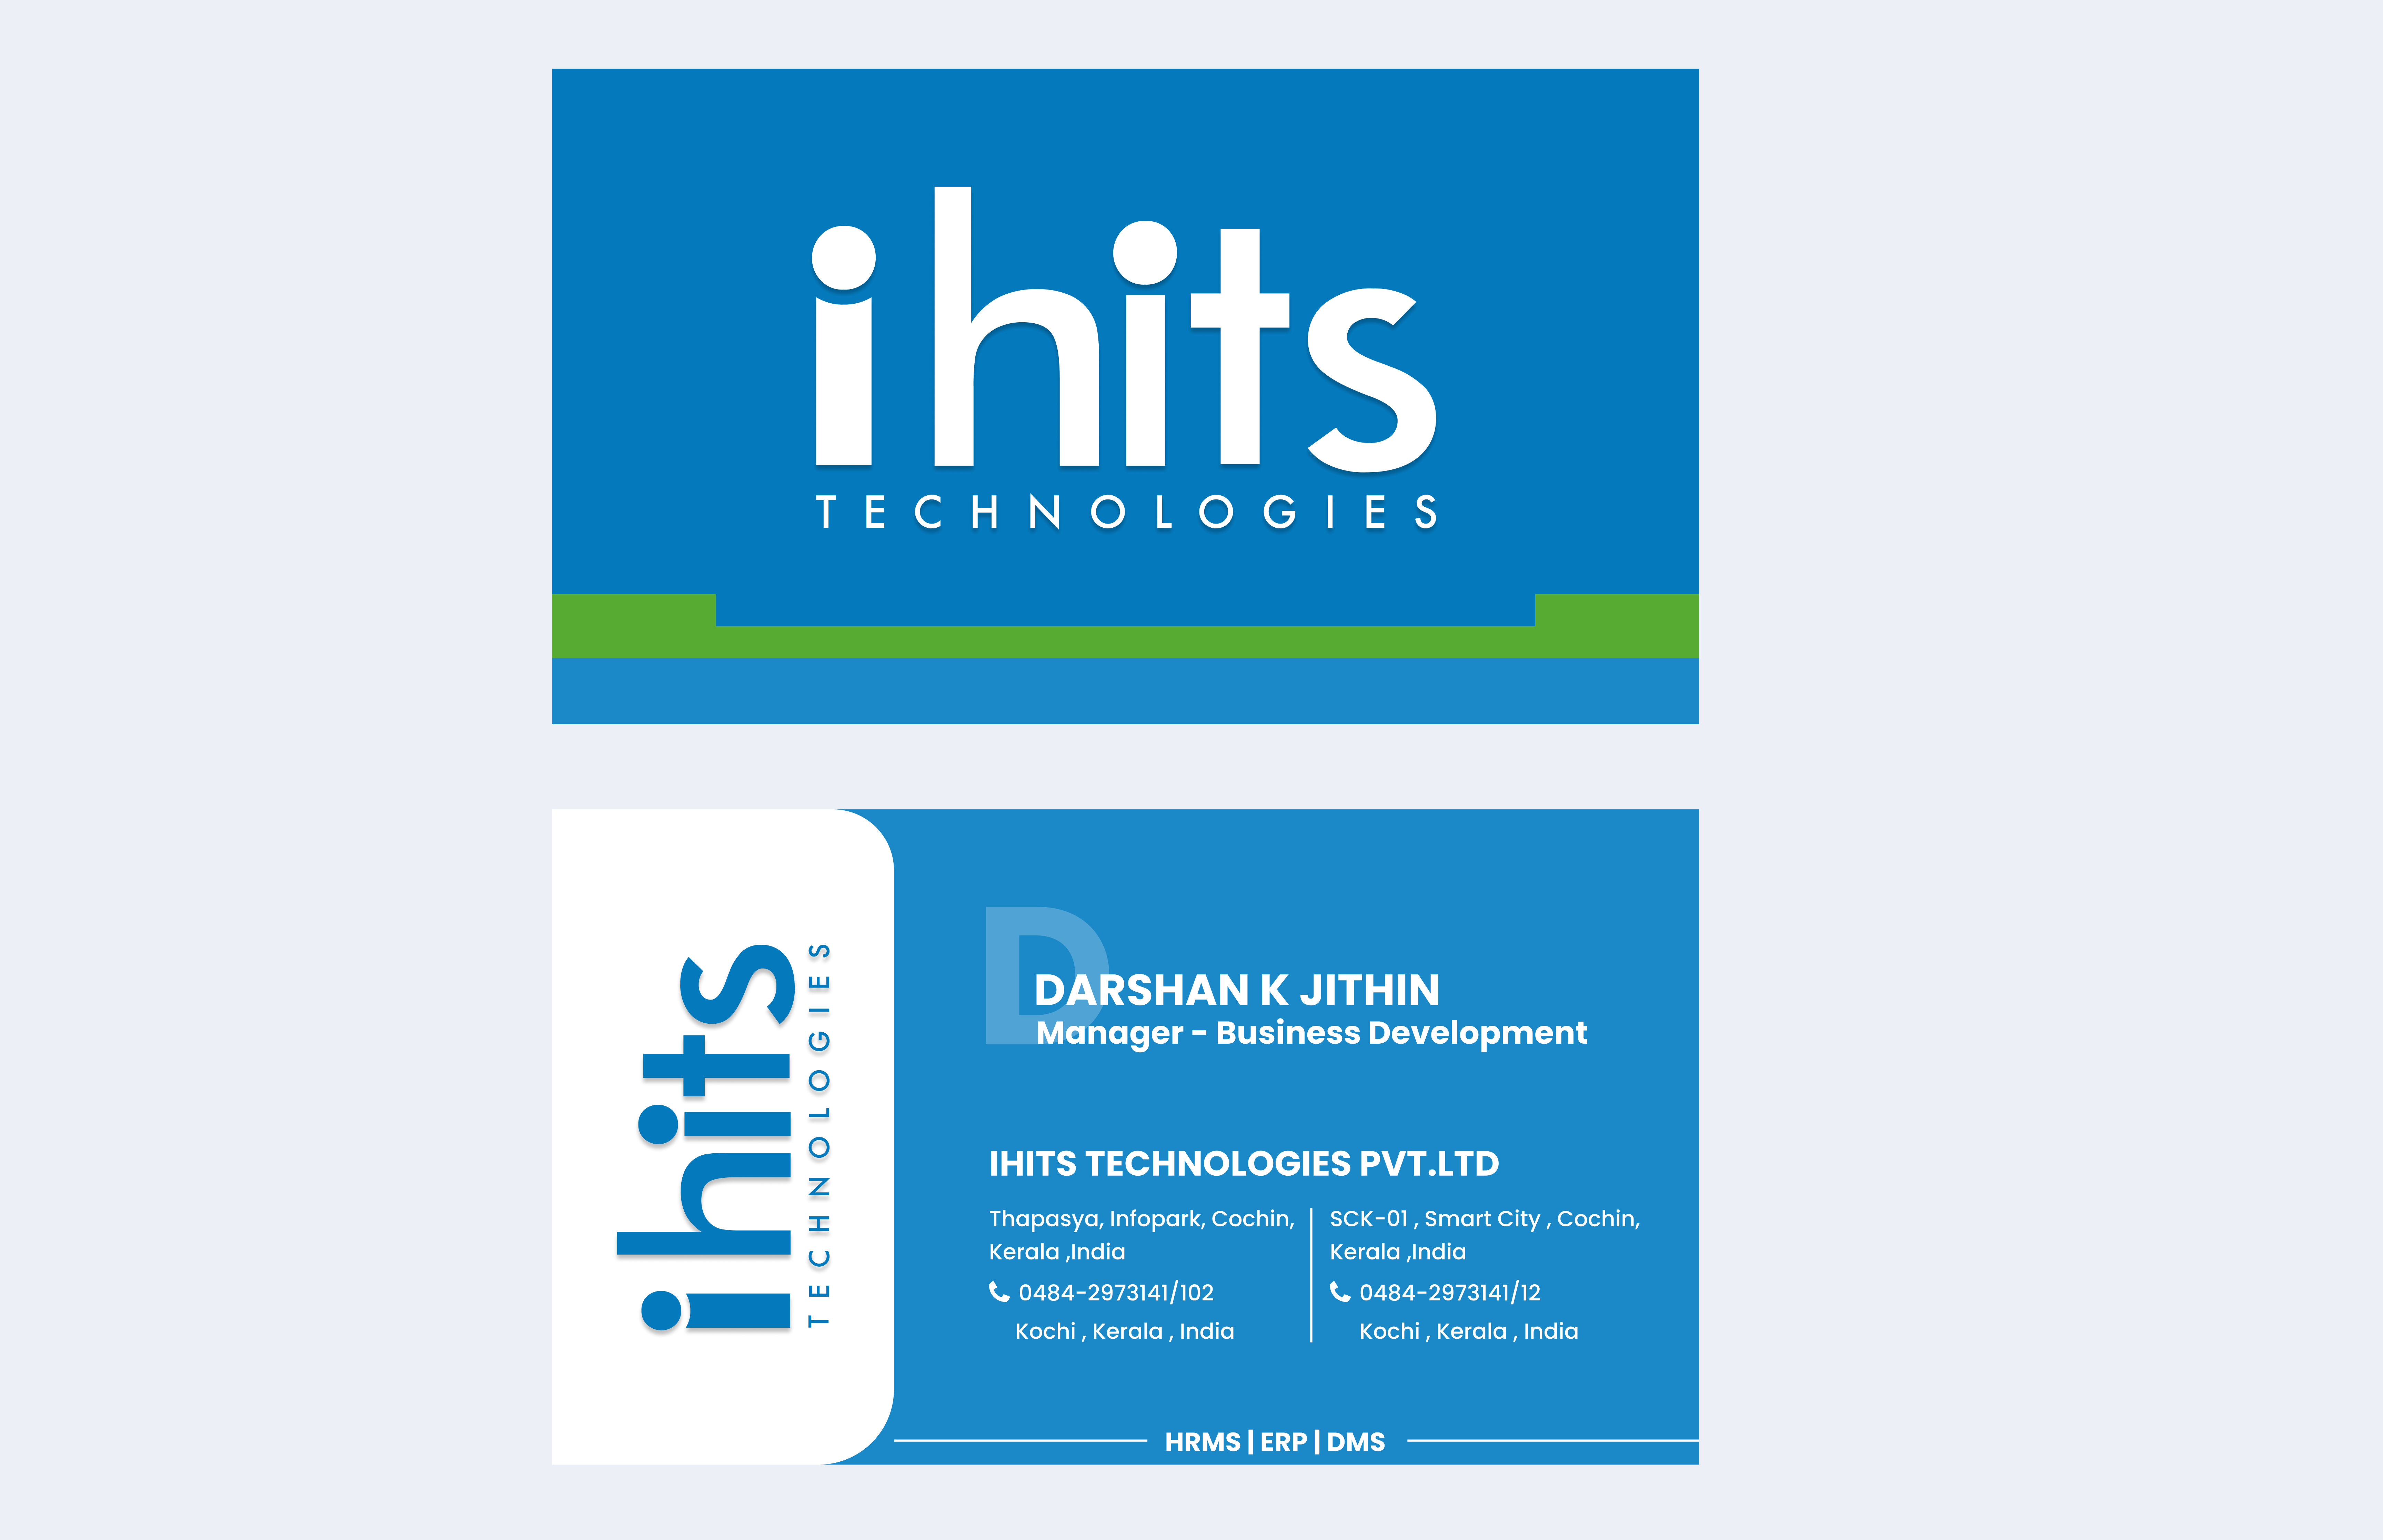 i hits
TECHNOLOGIES
i hits
TECHNOLOGIES
D
DARSHAN K JITHIN
Manager - Business Development
IHITS TECHNOLOGIES PVT.LTD
Thapasya, Infopark, Cochin,
Kerala ,India
0484-2973141/102
Kochi , Kerala , India
SCK-01 , Smart City , Cochin,
Kerala ,India
0484-2973141/12
Kochi , Kerala , India
HRMS | ERP | DMS